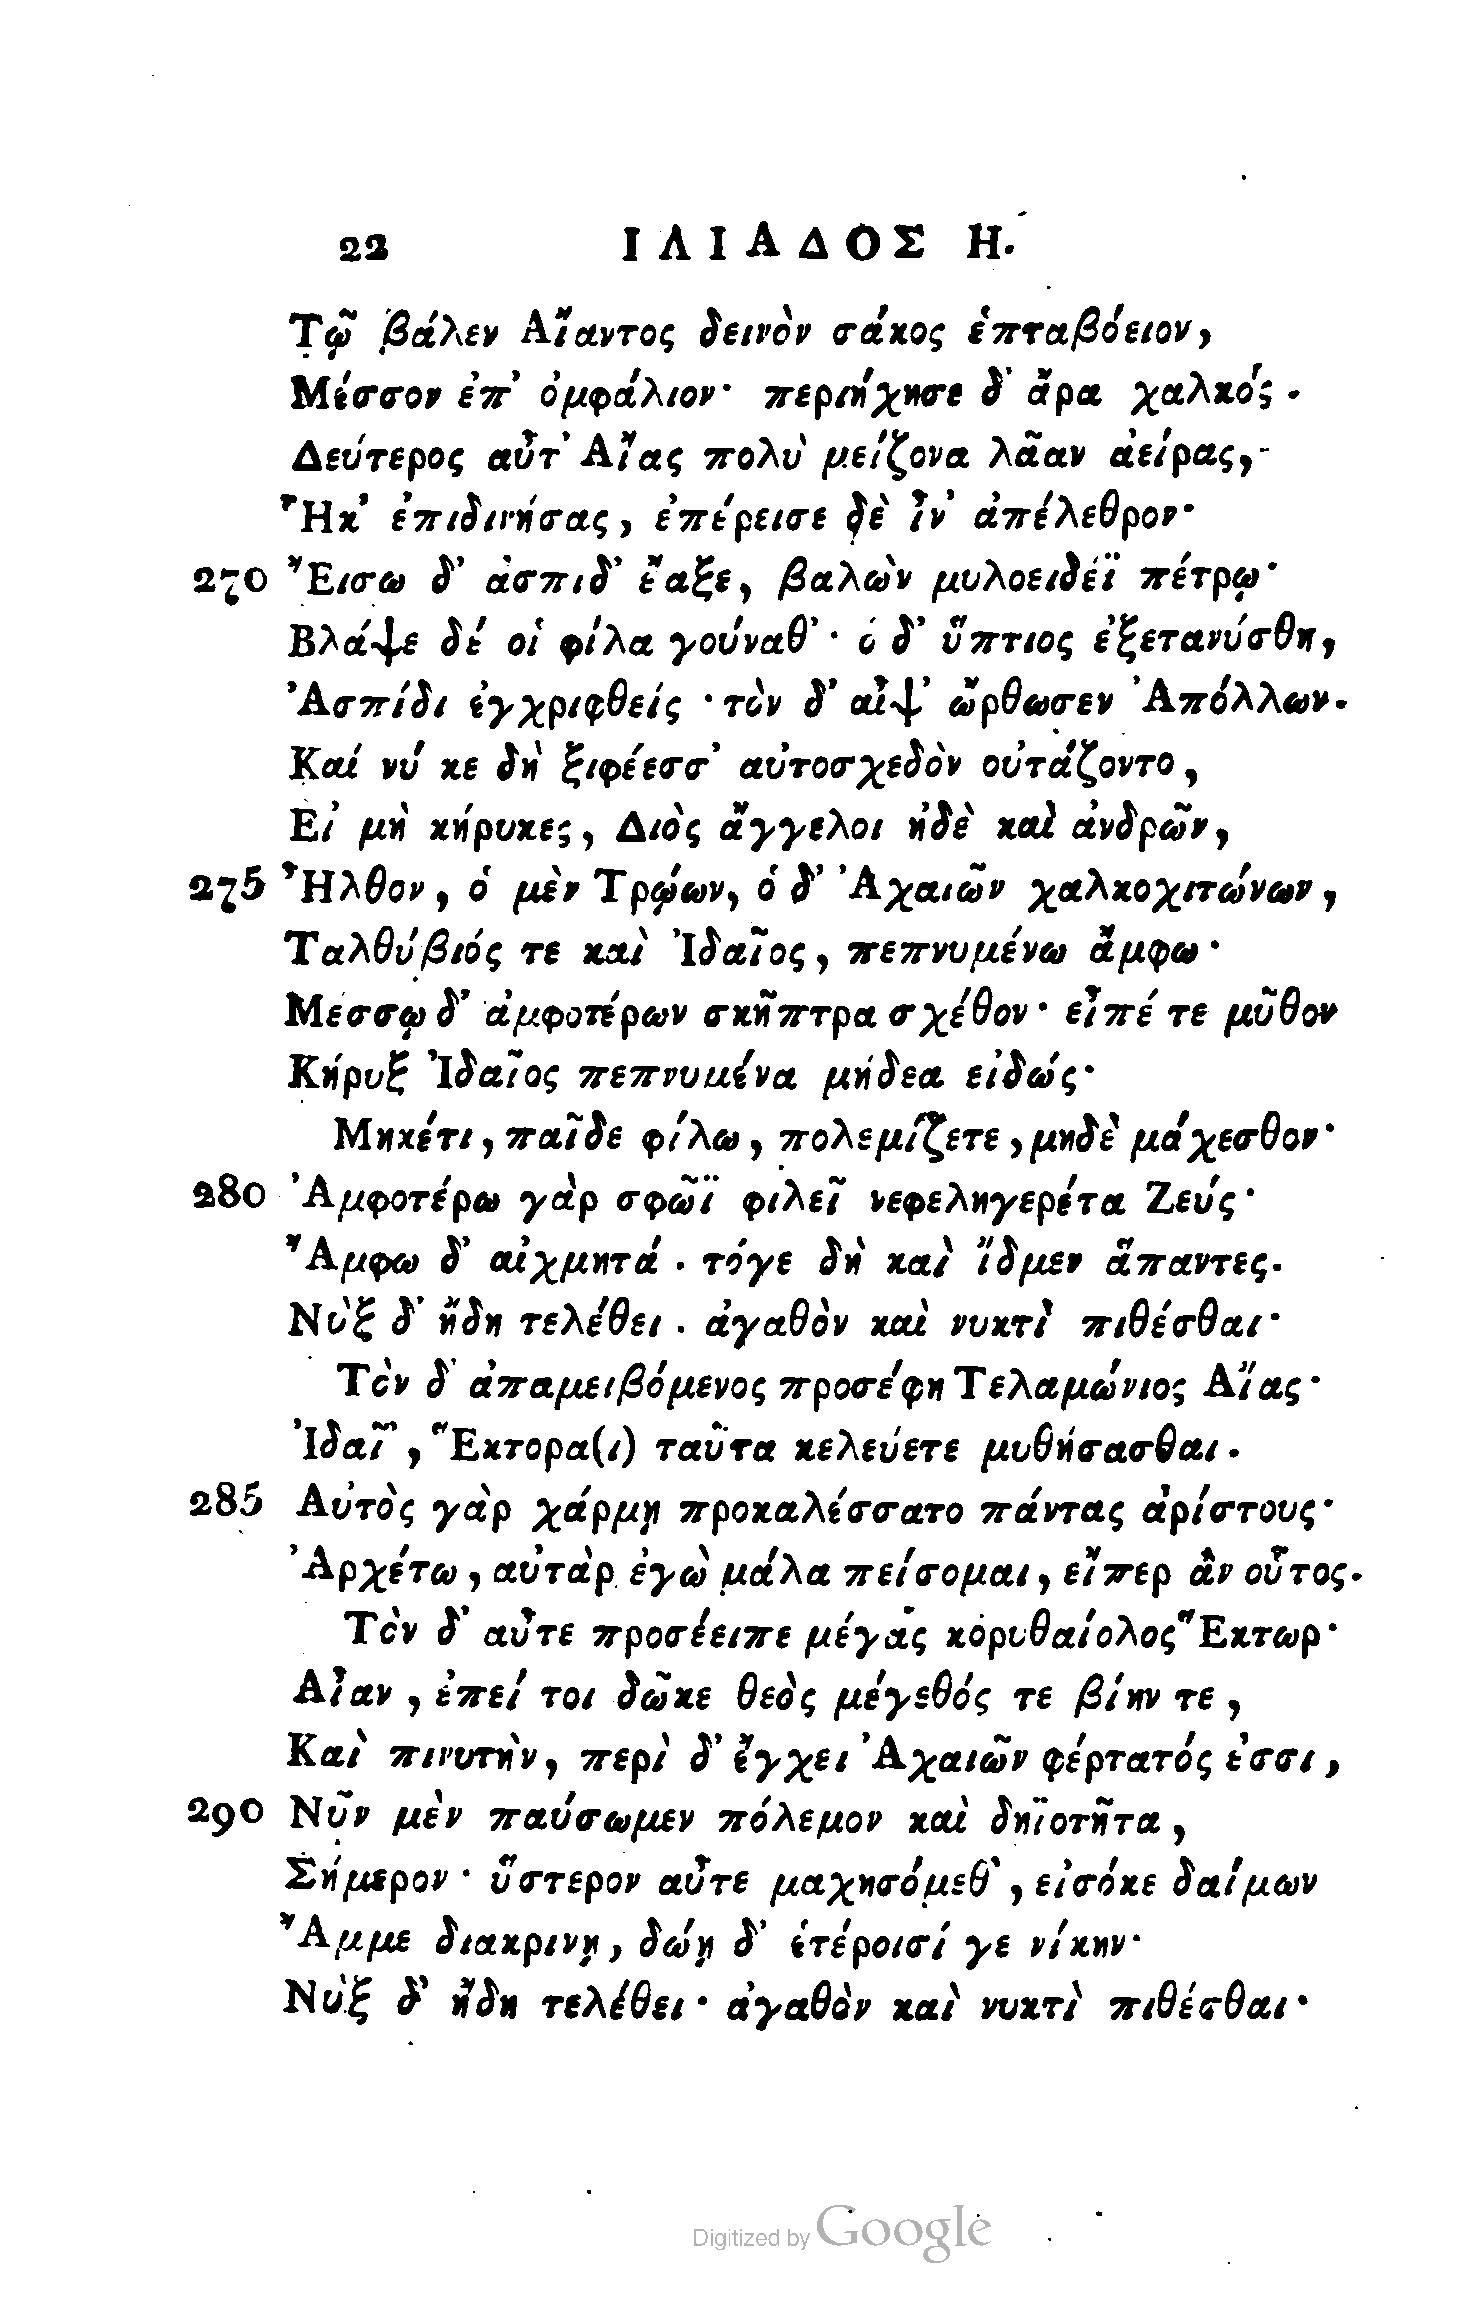 22 ΙΛΙΑΔΟΣ Η.
Τῷ βάλεν Αἴαντος δεινὸν σάκος ἑπταβόειον,
Μέσσον ἐπ' ὀμφάλιον· περιήχησε δ' ἄρα χαλκός.
Δεύτερος αὖτ' Αἴας πολὺ μείζονα λᾶαν ἀείρας,
Ἧκ' ἐπιδινήσας, ἐπέρεισε δὲ ἶν' ἀπέλεθρον·
270 Ἔισω δ' ἀσπιδ' ἔαξε, βαλὼν μυλοειδέϊ πέτρῳ·
Βλάψε δέ οἱ φίλα γούναθ'· ὁ δ' ὕπτιος ἐξετανύσθη,
Ἀσπίδι ἐγχριφθείς· τὸν δ' αἶψ' ὤρθωσεν Ἀπόλλων.
Καί νύ κε δὴ ξιφέεσσ' αὐτοσχεδὸν οὐτάζοντο,
Εἰ μὴ κήρυκες, Διὸς ἄγγελοι ἠδὲ καὶ ἀνδρῶν,
275 Ἦλθον, ὁ μὲν Τρώων, ὁ δ' Ἀχαιῶν χαλκοχιτώνων,
Ταλθύβιός τε καὶ Ἰδαῖος, πεπνυμένω ἄμφω·
Μέσσῳ δ' ἀμφοτέρων σκῆπτρα σχέθον· εἶπέ τε μῦθον
Κήρυξ Ἰδαῖος πεπνυμένα μήδεα εἰδώς·
Μηκέτι, παῖδε φίλω, πολεμίζετε, μηδὲ μάχεσθον·
280 Ἀμφοτέρω γὰρ σφῶϊ φιλεῖ νεφεληγερέτα Ζεύς·
Ἄμφω δ' αἰχμητά. τόγε δὴ καὶ ἴδμεν ἅπαντες.
Νὺξ δ' ἤδη τελέθει. ἀγαθὸν καὶ νυκτὶ πιθέσθαι·
Τὸν δ' ἀπαμειβόμενος προσέφη Τελαμώνιος Αἴας·
Ἰδαῖ', Ἕκτορα(ι) ταῦτα κελεύετε μυθήσασθαι.
285 Αὐτὸς γὰρ χάρμῃ προκαλέσσατο πάντας ἀρίστους·
Ἀρχέτω, αὐτὰρ ἐγὼ μάλα πείσομαι, εἴπερ ἂν οὗτος.
Τὸν δ' αὖτε προσέειπε μέγας κορυθαίολος Ἕκτωρ·
Αἶαν, ἐπεί τοι δῶκε θεὸς μέγεθός τε βίην τε,
Καὶ πινυτὴν, περὶ δ' ἔγχει Ἀχαιῶν φέρτατός ἐσσι,
290 Νῦν μὲν παύσωμεν πόλεμον καὶ δηϊοτῆτα,
Σήμερον· ὕστερον αὖτε μαχησόμεθ', εἰσόκε δαίμων
Ἄμμε διακρινῃ, δώῃ δ' ἑτέροισί γε νίκην·
Νὺξ δ' ἤδη τελέθει· ἀγαθὸν καὶ νυκτὶ πιθέσθαι·
Digitized by Google